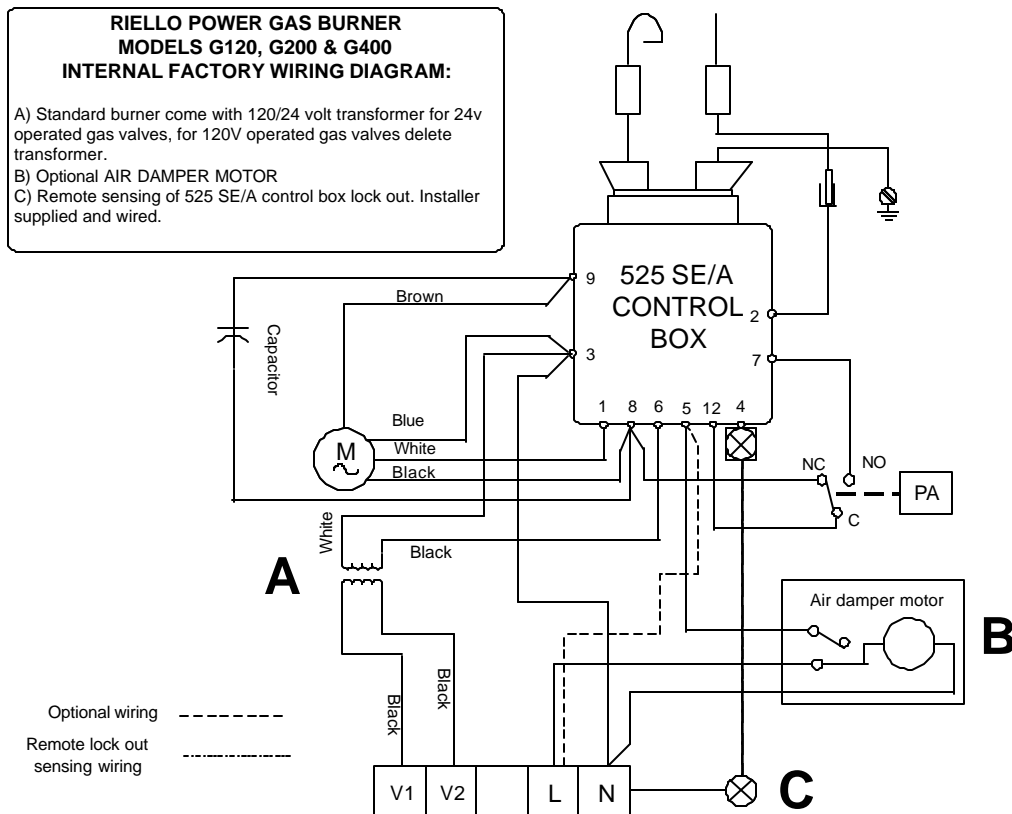 RIELLO POWER GAS BURNER
MODELS G120, G200 & G400
INTERNAL FACTORY WIRING DIAGRAM:
A) Standard burner come with 120/24 volt transformer for 24v
operated gas valves, for 120V operated gas valves delete
transformer.
B) Optional AIR DAMPER MOTOR
C) Remote sensing of 525 SE/A control box lock out. Installer
supplied and wired.
525 SE/A
CONTROL
BOX
9
3
2
7
1 8 6 5 12 4
Brown
Capacitor
Blue
White
Black
M
NC
NO
C
PA
White
Black
A
Air damper motor
B
Black
Black
Optional wiring
Remote lock out
sensing wiring
V1 V2 L N
C